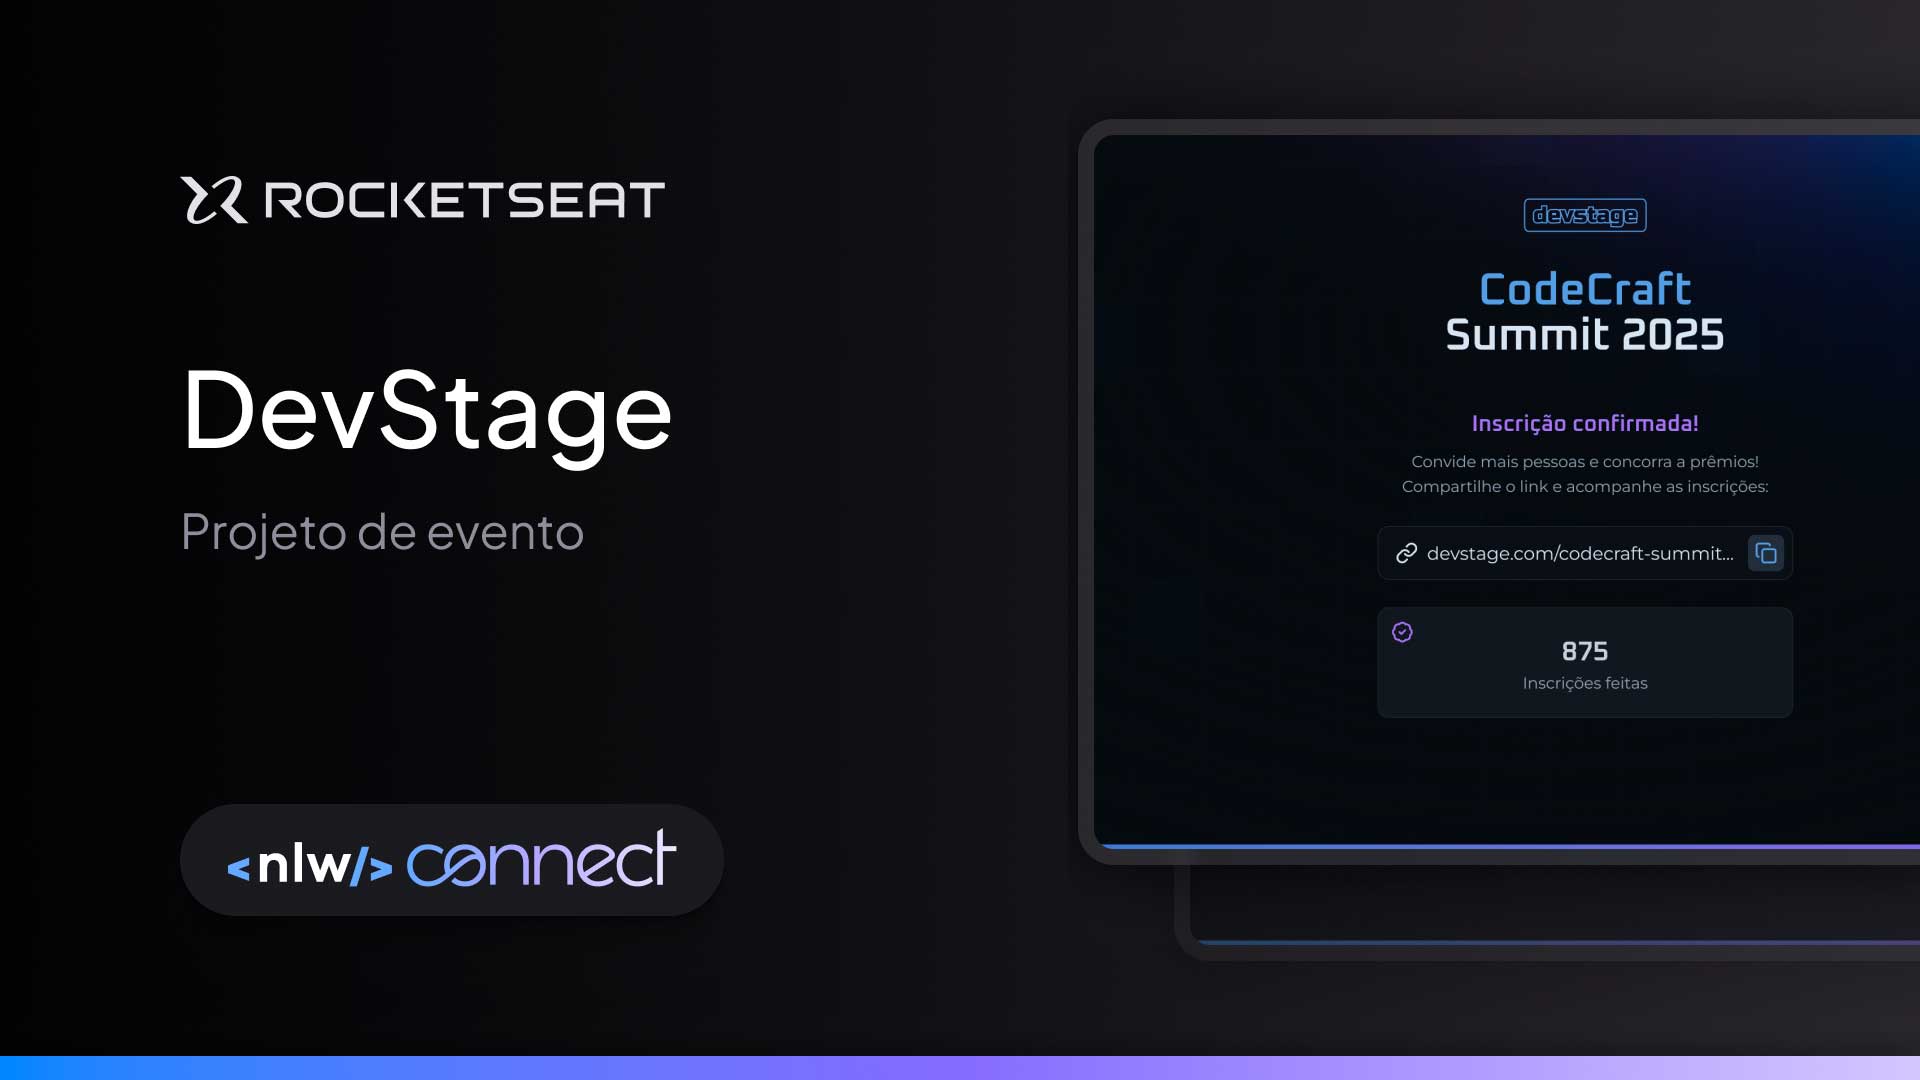 ROCKETSEAT
DevStage
Projeto de evento
<nlw/> connect
devstage
CodeCraft
Summit 2025
Inscrição confirmada!
Convide mais pessoas e concorra a prêmios!
Compartilhe o link e acompanhe as inscrições:
devstage.com/codecraft-summit...
875
Inscrições feitas